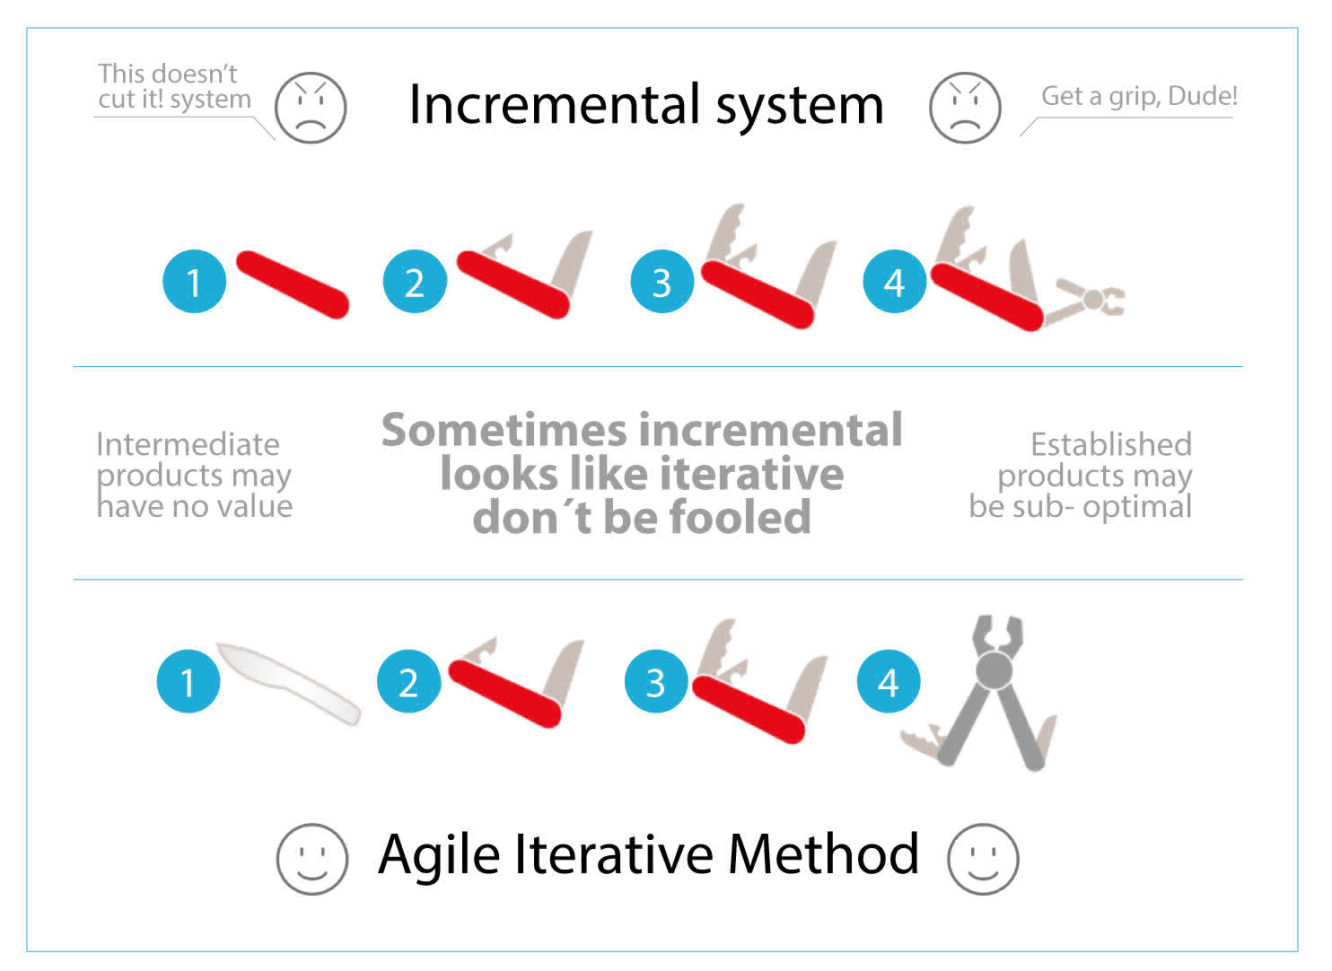 This doesn't
cut it! system
Incremental system
Get a grip, Dude!
1
2
3
4
Intermediate
products may
have no value
Sometimes incremental
looks like iterative
don´t be fooled
Established
products may
be sub- optimal
1
2
3
4
Agile Iterative Method